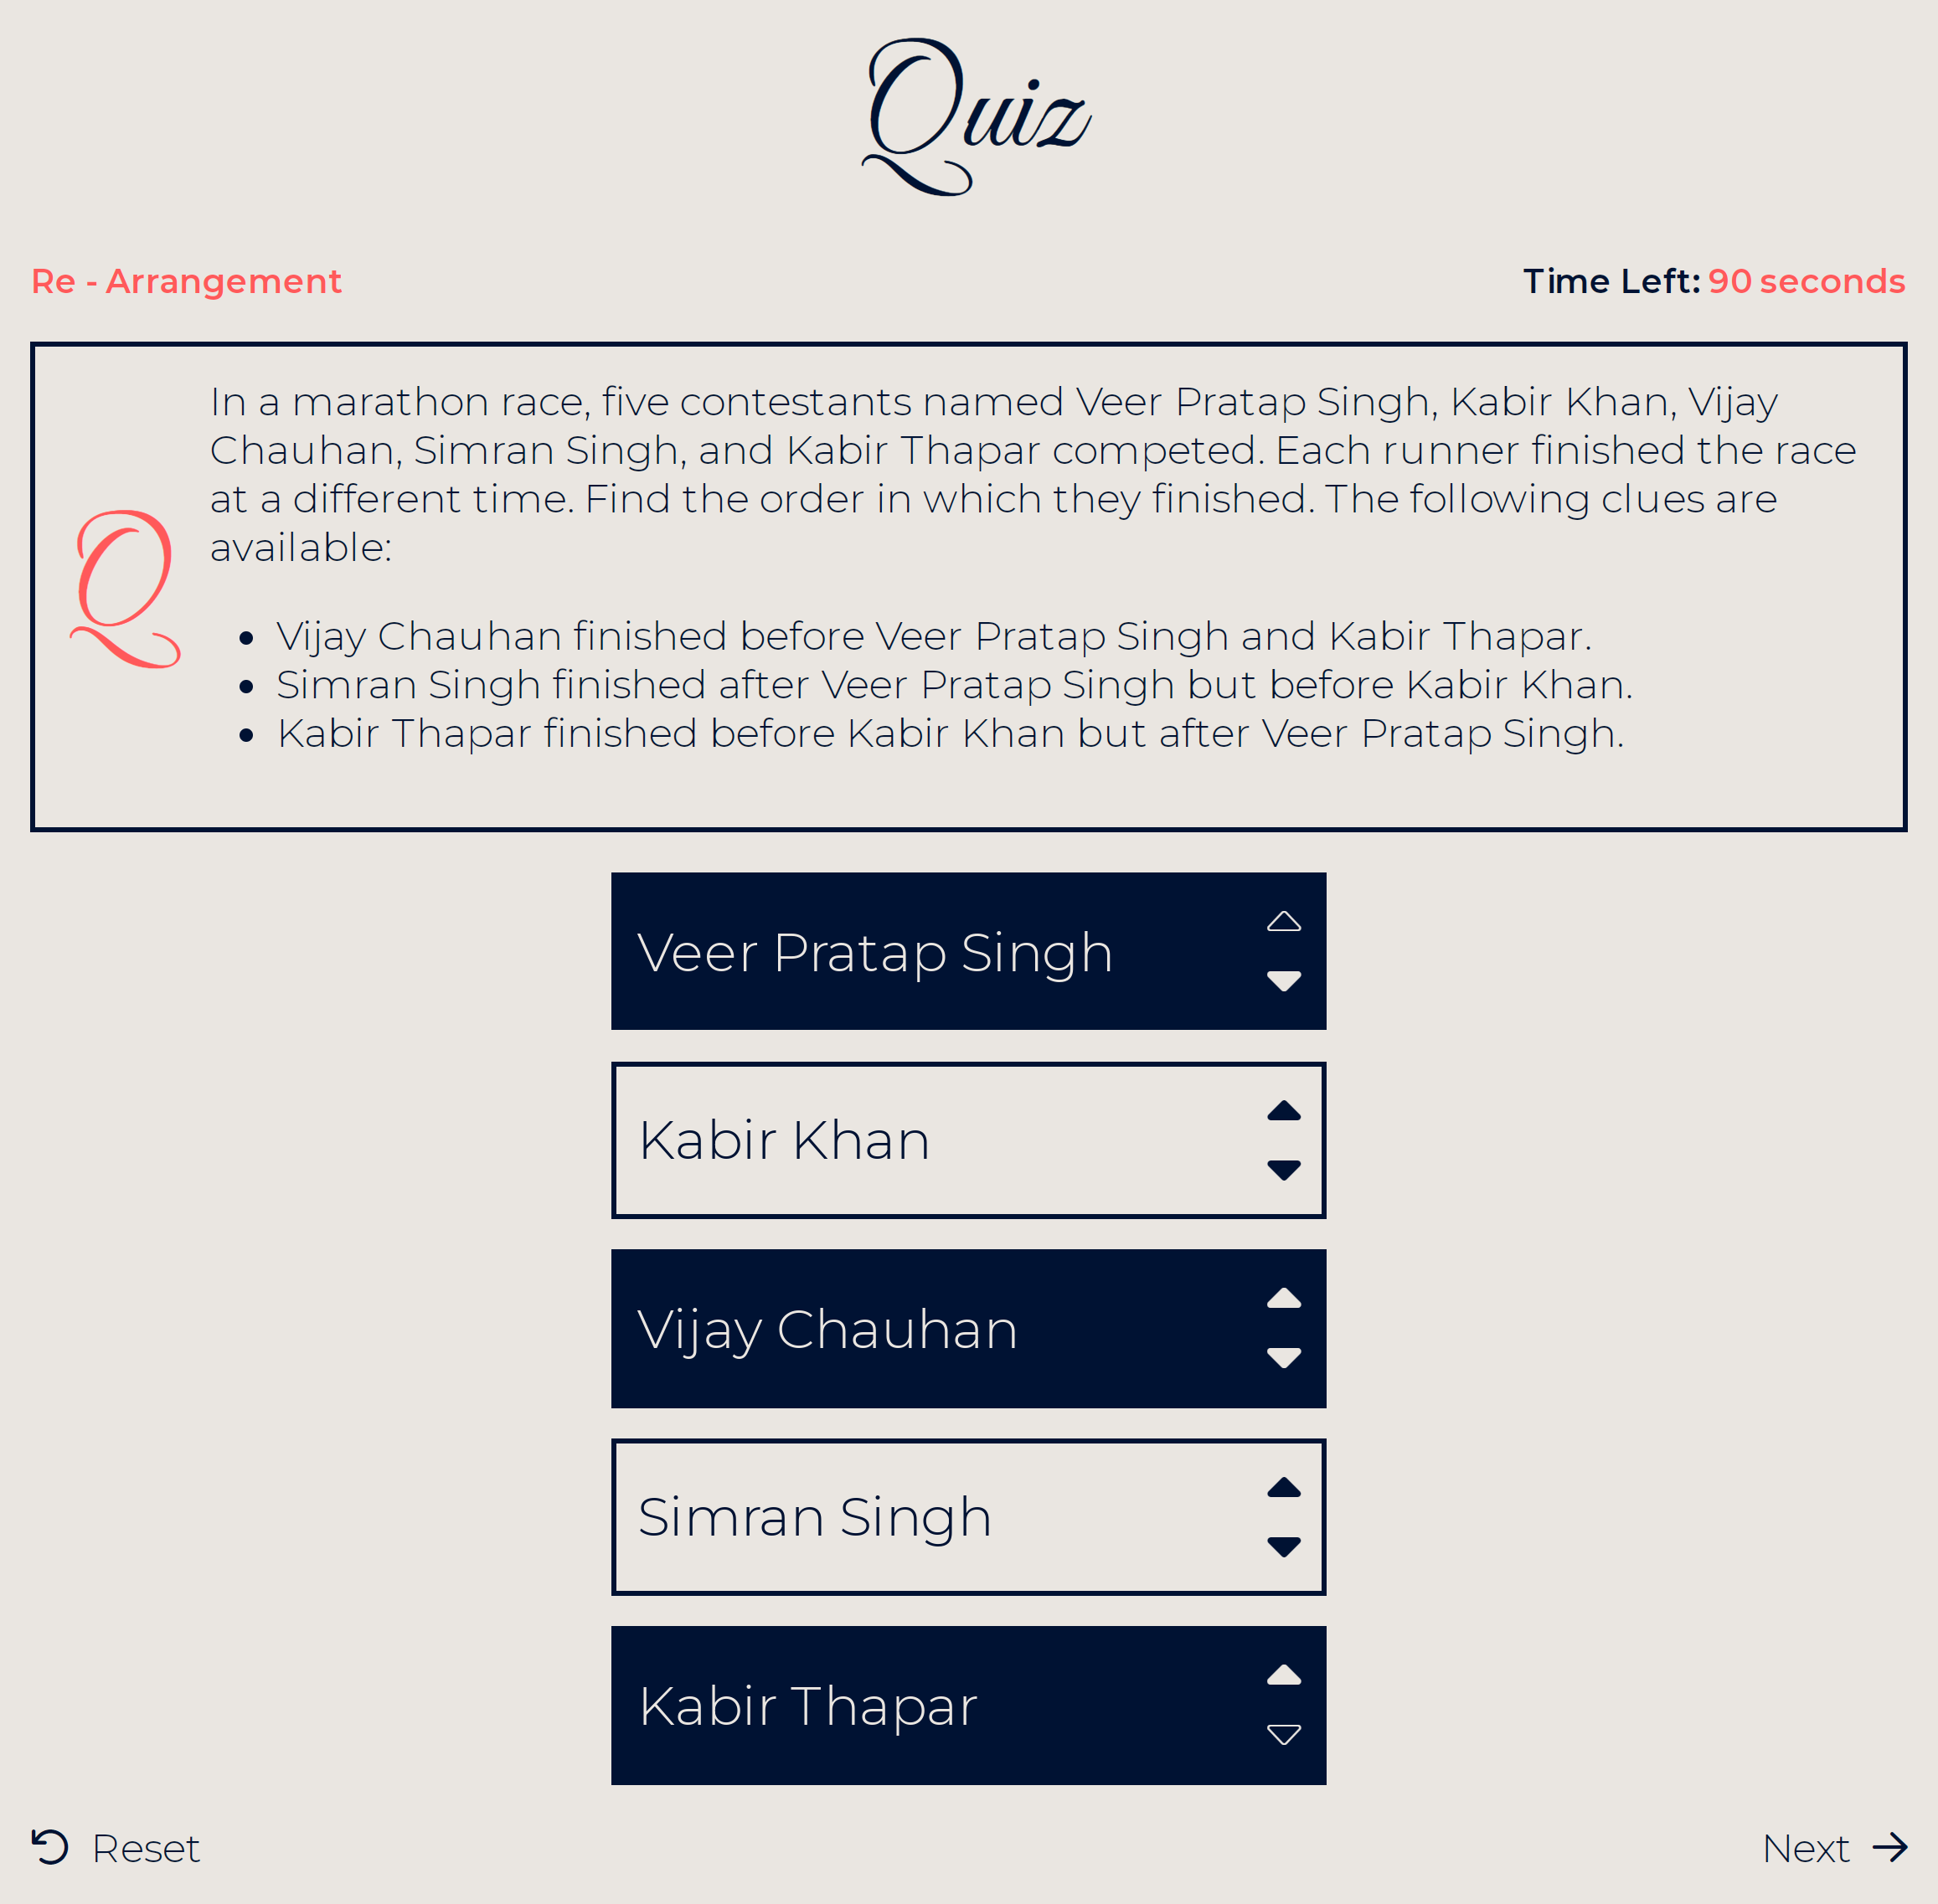 Quiz
Re - Arrangement
Time Left: 90 seconds
Q
In a marathon race, five contestants named Veer Pratap Singh, Kabir Khan, Vijay
Chauhan, Simran Singh, and Kabir Thapar competed. Each runner finished the race
at a different time. Find the order in which they finished. The following clues are
available:
• Vijay Chauhan finished before Veer Pratap Singh and Kabir Thapar.
• Simran Singh finished after Veer Pratap Singh but before Kabir Khan.
• Kabir Thapar finished before Kabir Khan but after Veer Pratap Singh.
Veer Pratap Singh
Kabir Khan
Vijay Chauhan
Simran Singh
Kabir Thapar
Reset
Next